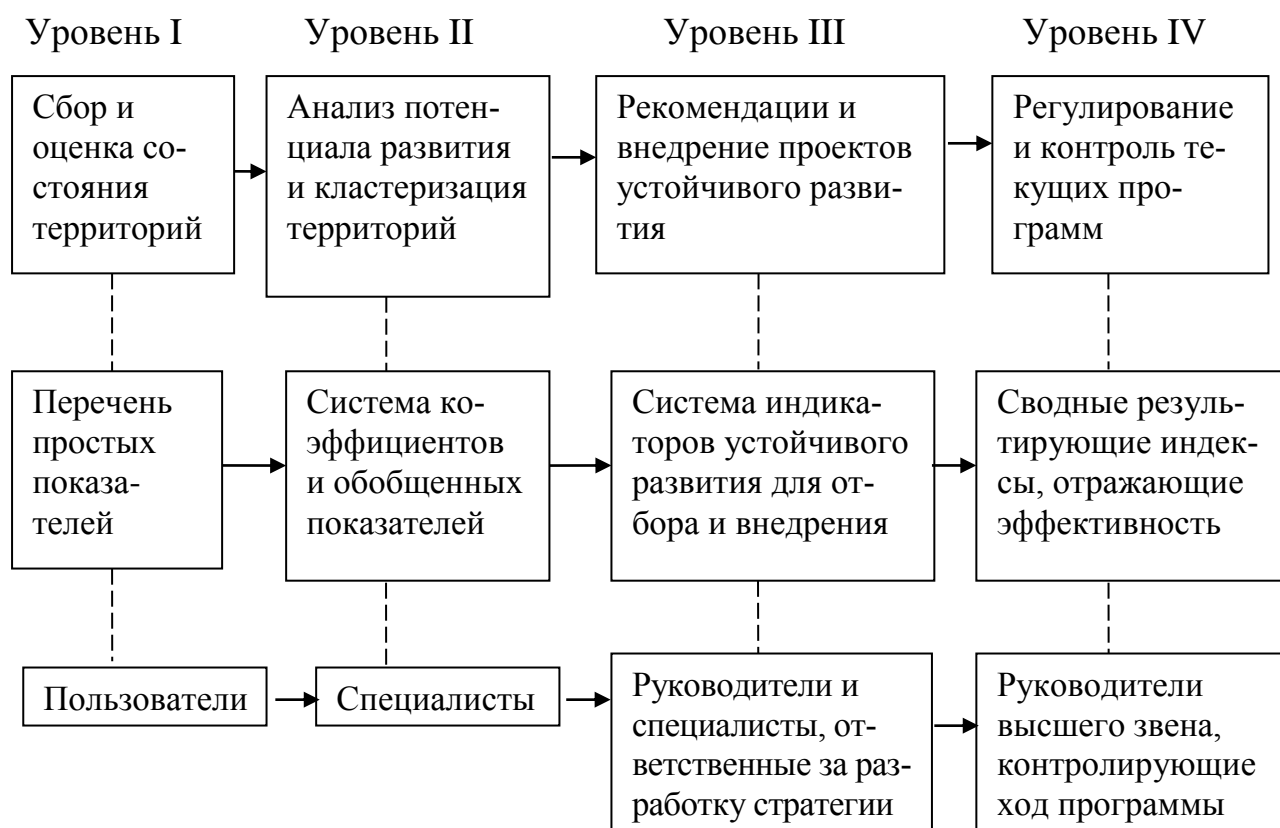 Уровень I
Уровень II
Уровень III
Уровень IV
Сбор и
оценка со-
стояния
территорий
Анализ потен-
циала развития
и кластеризация
территорий
Рекомендации и
внедрение проектов
устойчивого разви-
тия
Регулирование
и контроль те-
кущих про-
грамм
Перечень
простых
показа-
телей
Система ко-
эффициентов
и обобщенных
показателей
Система индика-
торов устойчивого
развития для от-
бора и внедрения
Сводные резуль-
тирующие индек-
сы, отражающие
эффективность
Пользователи
Специалисты
Руководители и
специалисты, от-
ветственные за раз-
работку стратегии
Руководители
высшего звена,
контролирующие
ход программы